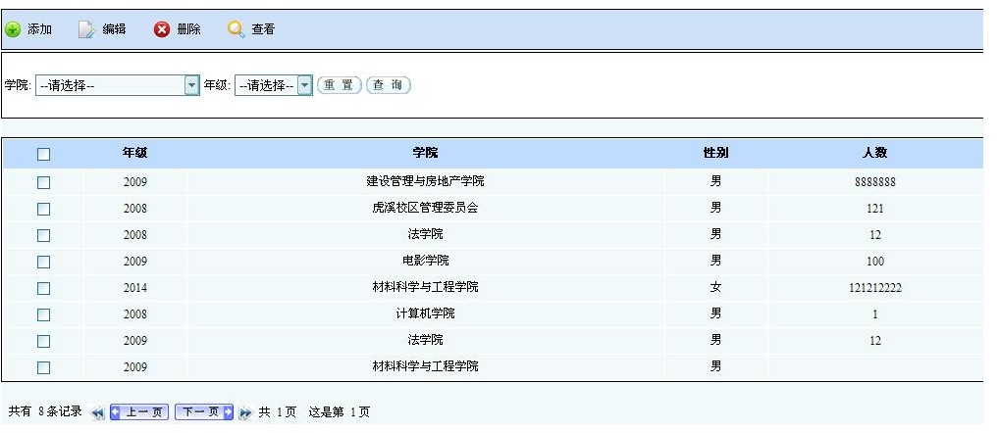 添加 编辑 删除 查看
学院: --请选择-- 年级: --请选择-- 重 置 查 询
年级 学院 性别 人数
2009 建设管理与房地产学院 男 8888888
2008 虎溪校区管理委员会 男 121
2008 法学院 男 12
2009 电影学院 男 100
2014 材料科学与工程学院 女 121212222
2008 计算机学院 男 1
2009 法学院 男 12
2009 材料科学与工程学院 男
共有 8条记录 上一页 下一页 共 1页 这是第 1页